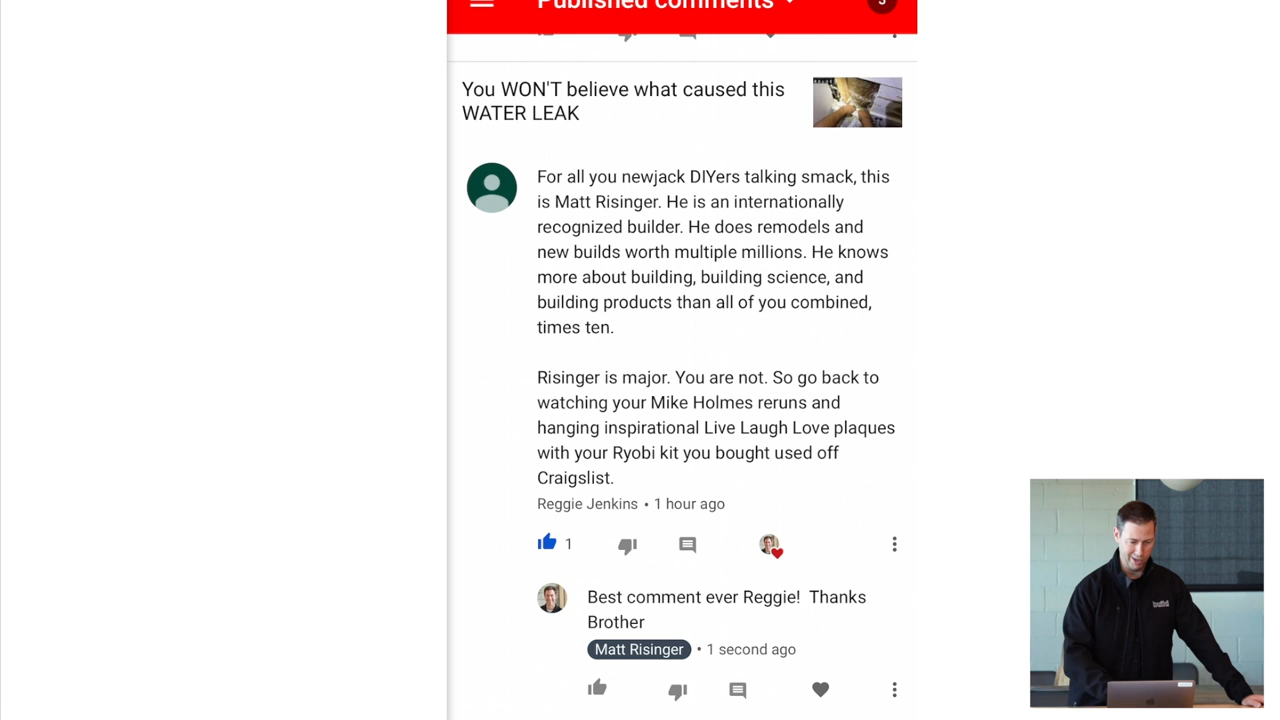 Published comments
3
You WON'T believe what caused this
WATER LEAK
For all you newjack DIYers talking smack, this
is Matt Risinger. He is an internationally
recognized builder. He does remodels and
new builds worth multiple millions. He knows
more about building, building science, and
building products than all of you combined,
times ten.
Risinger is major. You are not. So go back to
watching your Mike Holmes reruns and
hanging inspirational Live Laugh Love plaques
with your Ryobi kit you bought used off
Craigslist.
Reggie Jenkins • 1 hour ago
1
Best comment ever Reggie! Thanks
Brother
Matt Risinger • 1 second ago
build